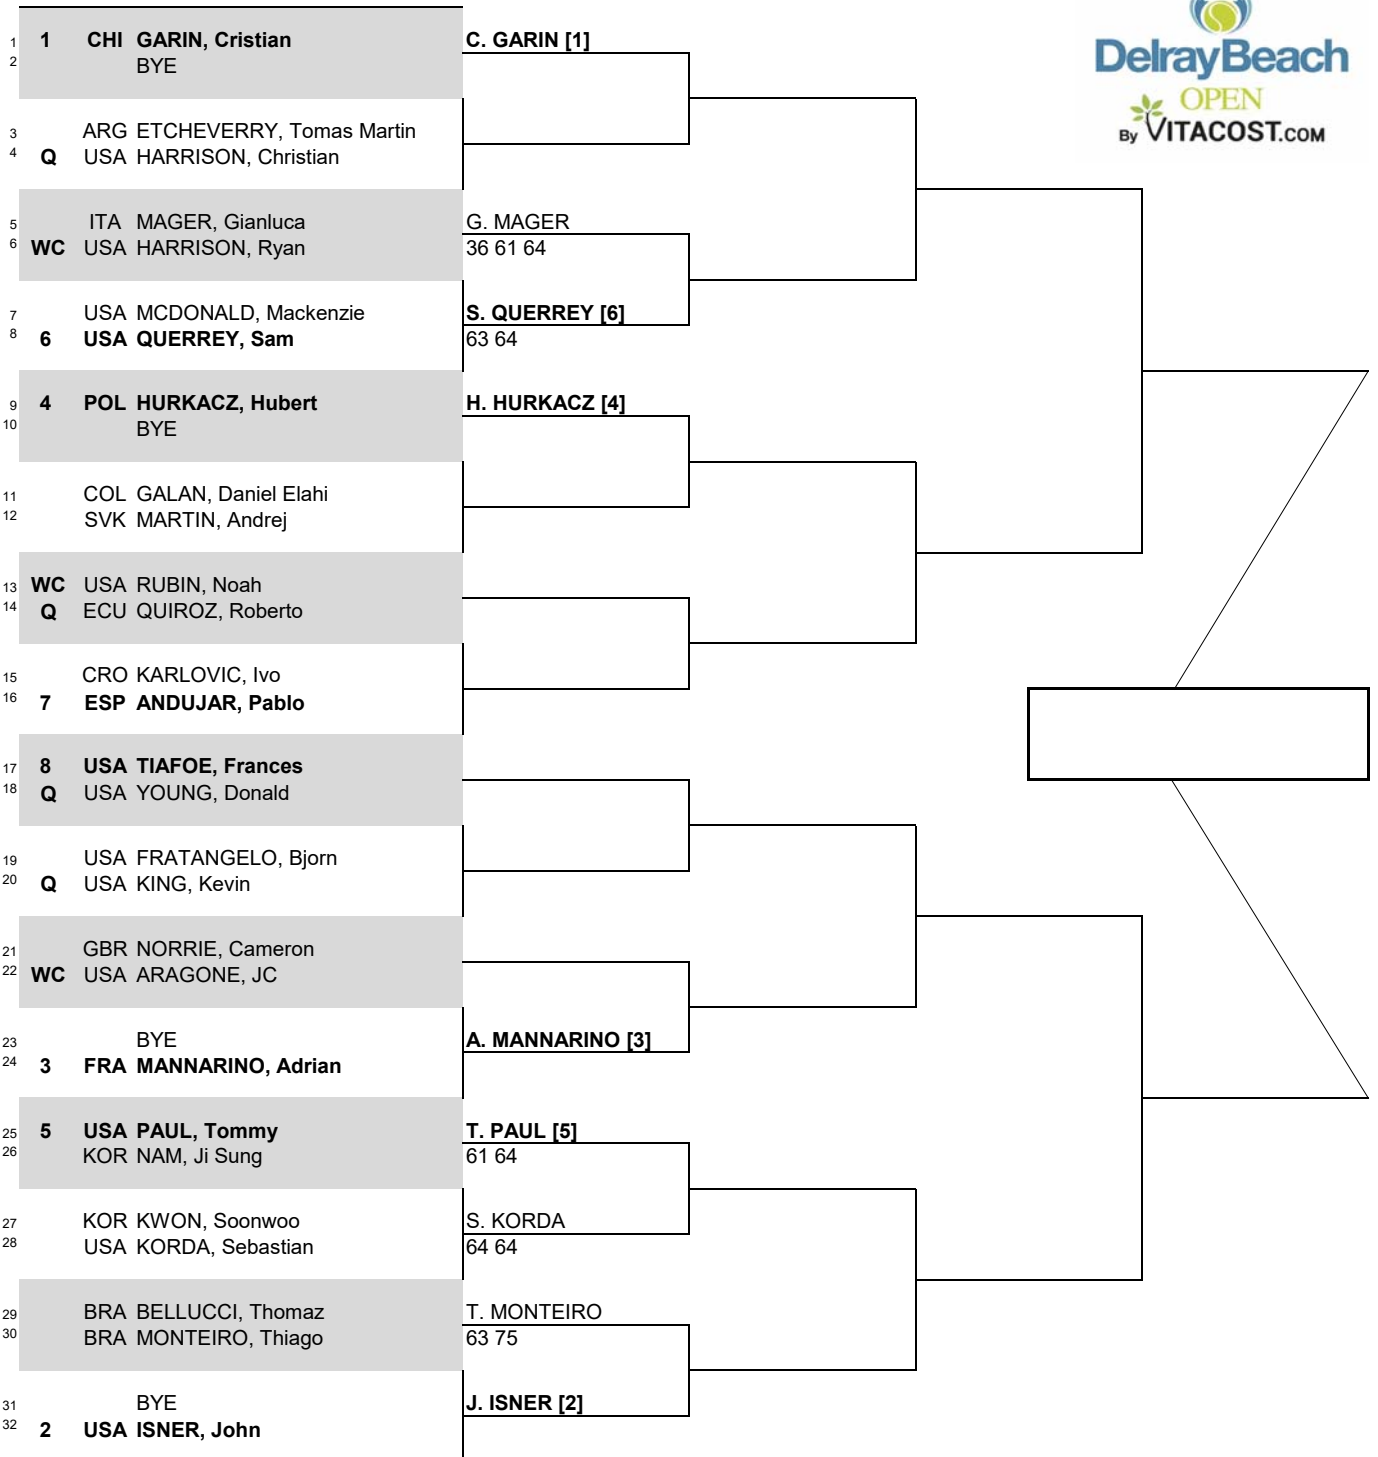 DelrayBeach
OPEN
By VITACOST.COM
1 1 CHI GARIN, Cristian C. GARIN [1]
2 BYE
3 ARG ETCHEVERRY, Tomas Martin
4 Q USA HARRISON, Christian
5 ITA MAGER, Gianluca G. MAGER
6 WC USA HARRISON, Ryan 36 61 64
7 USA MCDONALD, Mackenzie S. QUERREY [6]
8 6 USA QUERREY, Sam 63 64
9 4 POL HURKACZ, Hubert H. HURKACZ [4]
10 BYE
11 COL GALAN, Daniel Elahi
12 SVK MARTIN, Andrej
13 WC USA RUBIN, Noah
14 Q ECU QUIROZ, Roberto
15 CRO KARLOVIC, Ivo
16 7 ESP ANDUJAR, Pablo
17 8 USA TIAFOE, Frances
18 Q USA YOUNG, Donald
19 USA FRATANGELO, Bjorn
20 Q USA KING, Kevin
21 GBR NORRIE, Cameron
22 WC USA ARAGONE, JC
23 BYE A. MANNARINO [3]
24 3 FRA MANNARINO, Adrian
25 5 USA PAUL, Tommy T. PAUL [5]
26 KOR NAM, Ji Sung 61 64
27 KOR KWON, Soonwoo S. KORDA
28 USA KORDA, Sebastian 64 64
29 BRA BELLUCCI, Thomaz T. MONTEIRO
30 BRA MONTEIRO, Thiago 63 75
31 BYE J. ISNER [2]
32 2 USA ISNER, John